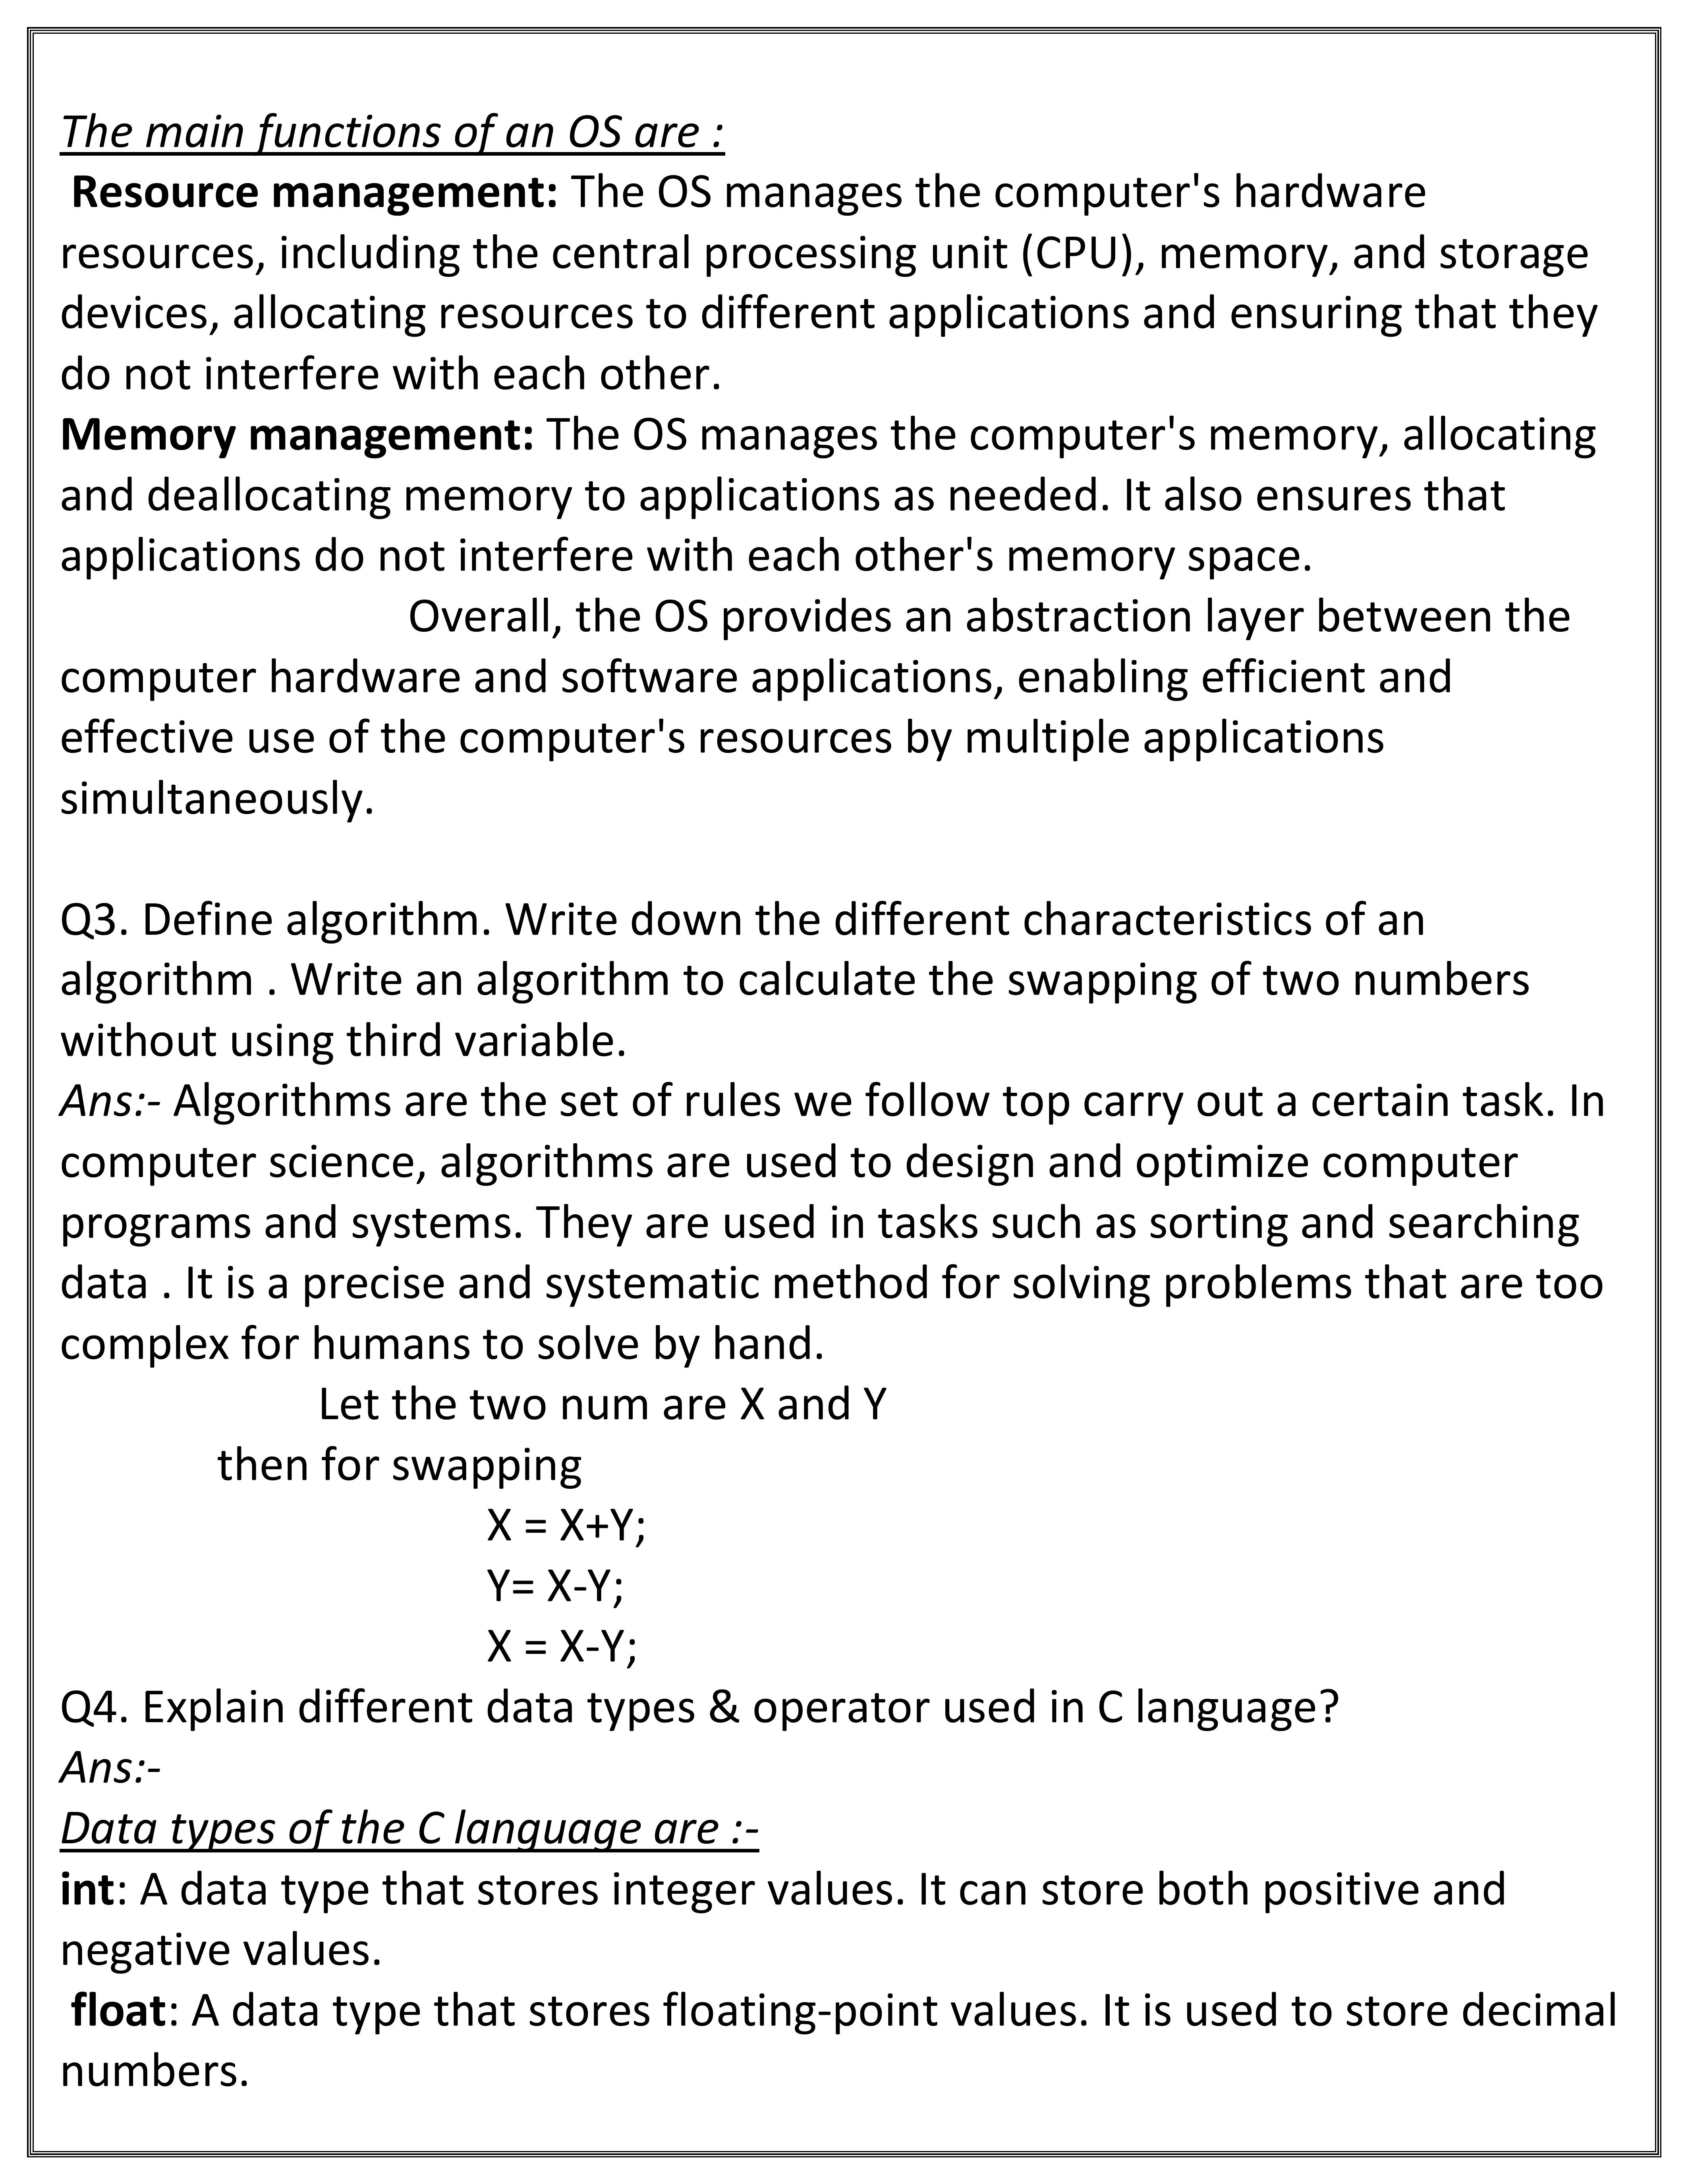 The main functions of an OS are :
Resource management: The OS manages the computer's hardware
resources, including the central processing unit (CPU), memory, and storage
devices, allocating resources to different applications and ensuring that they
do not interfere with each other.
Memory management: The OS manages the computer's memory, allocating
and deallocating memory to applications as needed. It also ensures that
applications do not interfere with each other's memory space.
Overall, the OS provides an abstraction layer between the
computer hardware and software applications, enabling efficient and
effective use of the computer's resources by multiple applications
simultaneously.
Q3. Define algorithm. Write down the different characteristics of an
algorithm . Write an algorithm to calculate the swapping of two numbers
without using third variable.
Ans:- Algorithms are the set of rules we follow top carry out a certain task. In
computer science, algorithms are used to design and optimize computer
programs and systems. They are used in tasks such as sorting and searching
data . It is a precise and systematic method for solving problems that are too
complex for humans to solve by hand.
Let the two num are X and Y
then for swapping
X = X+Y;
Y= X-Y;
X = X-Y;
Q4. Explain different data types & operator used in C language?
Ans:-
Data types of the C language are :-
int: A data type that stores integer values. It can store both positive and
negative values.
float: A data type that stores floating-point values. It is used to store decimal
numbers.